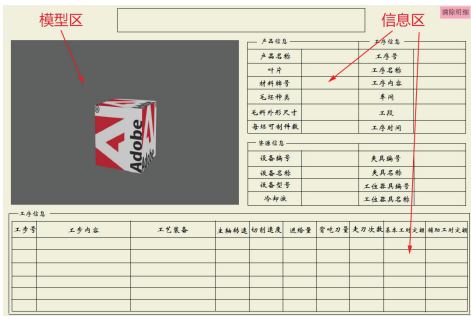 模型区
信息区
清除模板
产品信息
工序信息
产品名称
工序号
叶片
工序名称
材料牌号
工序内容
毛坯种类
车间
毛料外形尺寸
工段
每坯可制件数
工序时间
资源信息
设备编号
夹具编号
设备名称
夹具名称
设备型号
工位器具编号
冷却液
工位器具名称
Adobe
工步信息
工步号 工步内容 工艺装备 主轴转速 切削速度 进给量 背吃刀量 走刀次数 基本工时定额 辅助工时定额